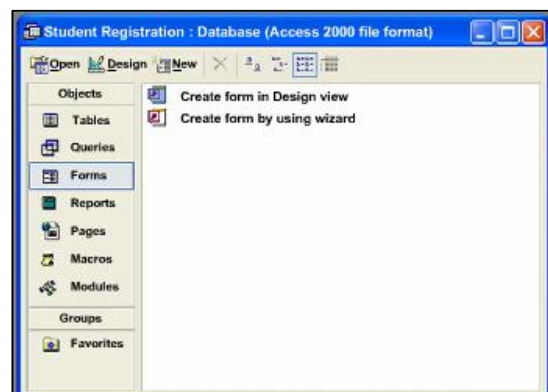 Student Registration : Database (Access 2000 file format)
Open Design New
Objects
Tables
Queries
Forms
Reports
Pages
Macros
Modules
Groups
Favorites
Create form in Design view
Create form by using wizard